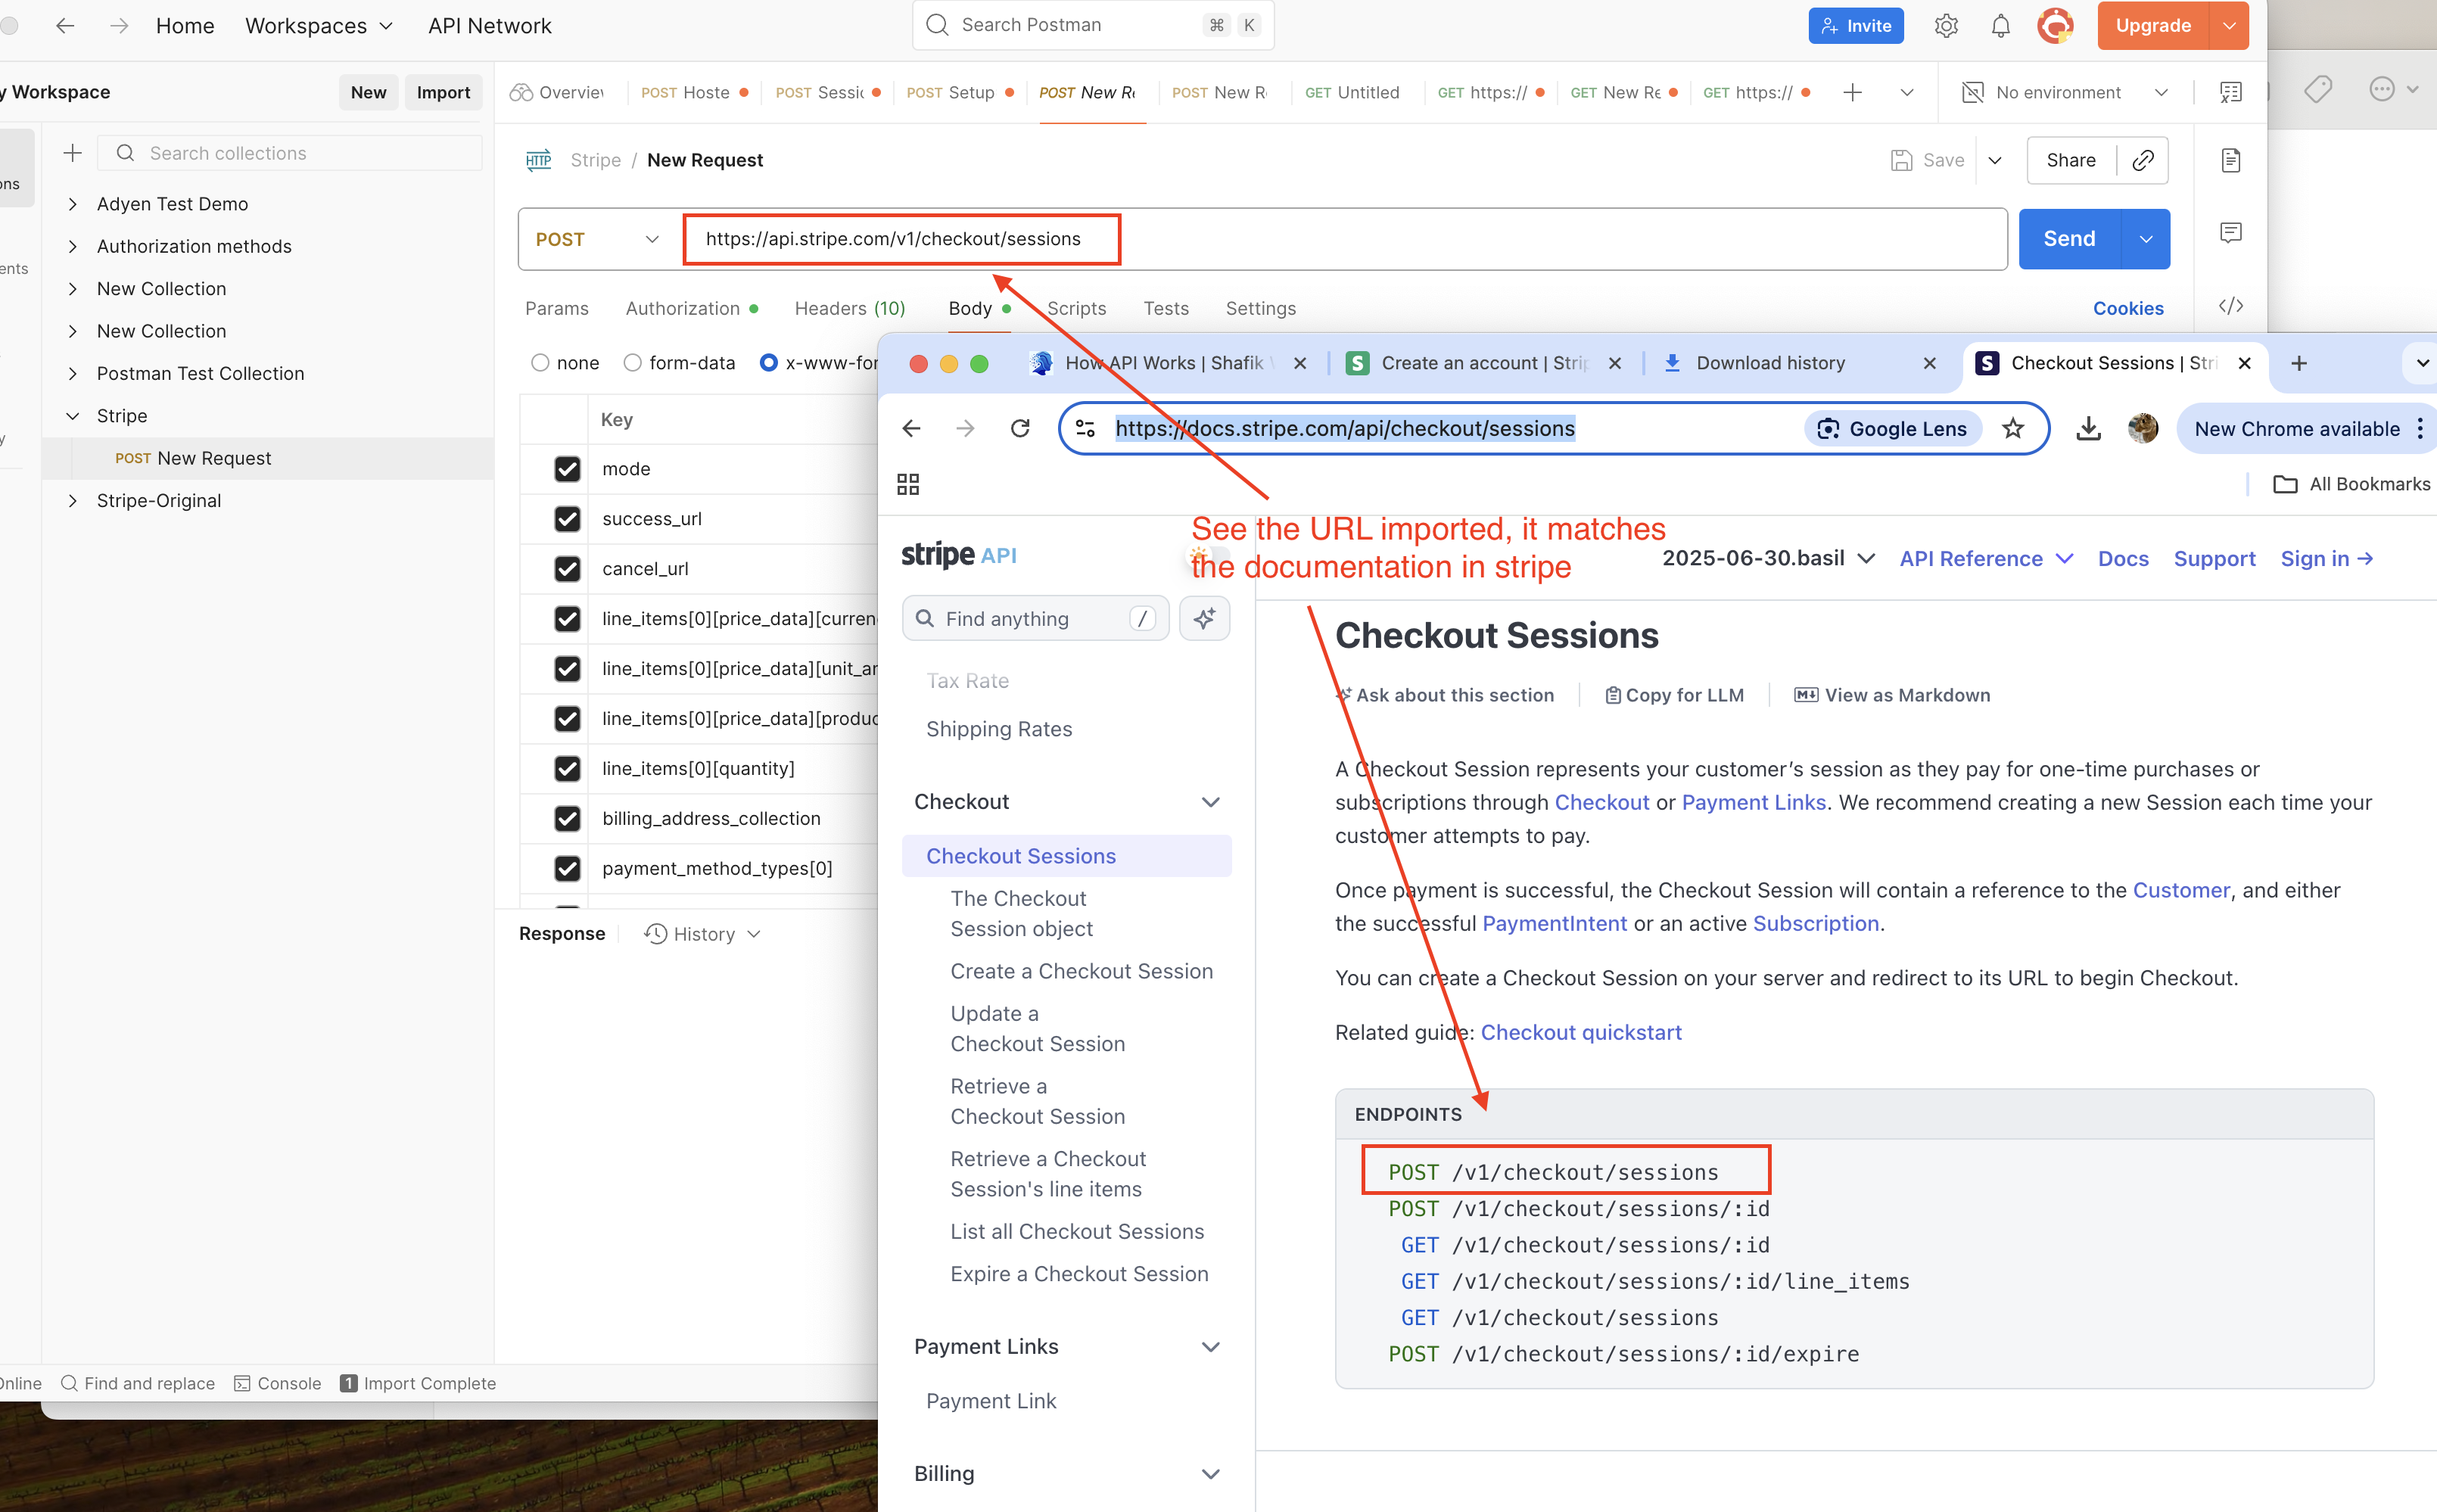 Home Workspaces API Network Search Postman ⌘ K Invite Upgrade
y Workspace New Import
Overview POST Hoste POST Sessi POST Setup POST New Re POST New R GET Untitled GET https:// GET New Re GET https:// No environment
Search collections
ons
Adyen Test Demo
Authorization methods
ents
New Collection
New Collection
Postman Test Collection
Stripe
y
POST New Request
Stripe-Original
HTTP Stripe / New Request Save Share
POST https://api.stripe.com/v1/checkout/sessions Send
Params Authorization Headers (10) Body Scripts Tests Settings Cookies
none form-data x-www-for
Key
mode
success_url
cancel_url
line_items[0][price_data][curren
line_items[0][price_data][unit_ar
line_items[0][price_data][produc
line_items[0][quantity]
billing_address_collection
payment_method_types[0]
Response History
Online Find and replace Console 1 Import Complete
How API Works | Shafik Create an account | Strip Download history Checkout Sessions | Stri
https://docs.stripe.com/api/checkout/sessions Google Lens New Chrome available
All Bookmarks
See the URL imported, it matches
the documentation in stripe
stripe API 2025-06-30.basil API Reference Docs Support Sign in →
Find anything /
Tax Rate
Shipping Rates
Checkout
Checkout Sessions
The Checkout
Session object
Create a Checkout Session
Update a
Checkout Session
Retrieve a
Checkout Session
Retrieve a Checkout
Session's line items
List all Checkout Sessions
Expire a Checkout Session
Payment Links
Payment Link
Billing
Checkout Sessions
Ask about this section Copy for LLM View as Markdown
A Checkout Session represents your customer’s session as they pay for one-time purchases or
subscriptions through Checkout or Payment Links. We recommend creating a new Session each time your
customer attempts to pay.
Once payment is successful, the Checkout Session will contain a reference to the Customer, and either
the successful PaymentIntent or an active Subscription.
You can create a Checkout Session on your server and redirect to its URL to begin Checkout.
Related guide: Checkout quickstart
ENDPOINTS
POST /v1/checkout/sessions
POST /v1/checkout/sessions/:id
GET /v1/checkout/sessions/:id
GET /v1/checkout/sessions/:id/line_items
GET /v1/checkout/sessions
POST /v1/checkout/sessions/:id/expire